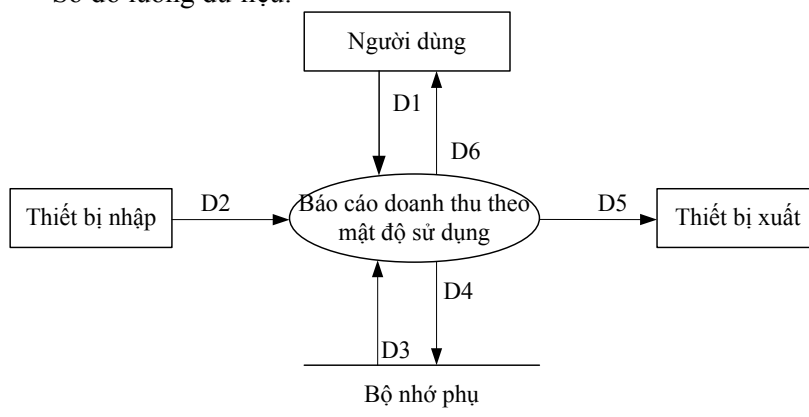 Sơ đồ luồng dữ liệu:
Người dùng
D1
D6
Thiết bị nhập
D2
Báo cáo doanh thu theo
mật độ sử dụng
D5
Thiết bị xuất
D4
D3
Bộ nhớ phụ